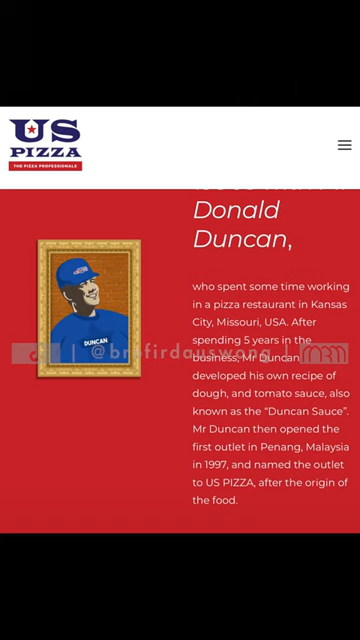 US
PIZZA
THE PIZZA PROFESSIONALS
Donald
Duncan,
who spent some time working
in a pizza restaurant in Kansas
City, Missouri, USA. After
spending 5 years in the
business, Mr Duncan
developed his own recipe of
dough, and tomato sauce, also
known as the “Duncan Sauce”.
Mr Duncan then opened the
first outlet in Penang, Malaysia
in 1997, and named the outlet
to US PIZZA, after the origin of
the food.
DUNCAN
| @brofirdauswong |